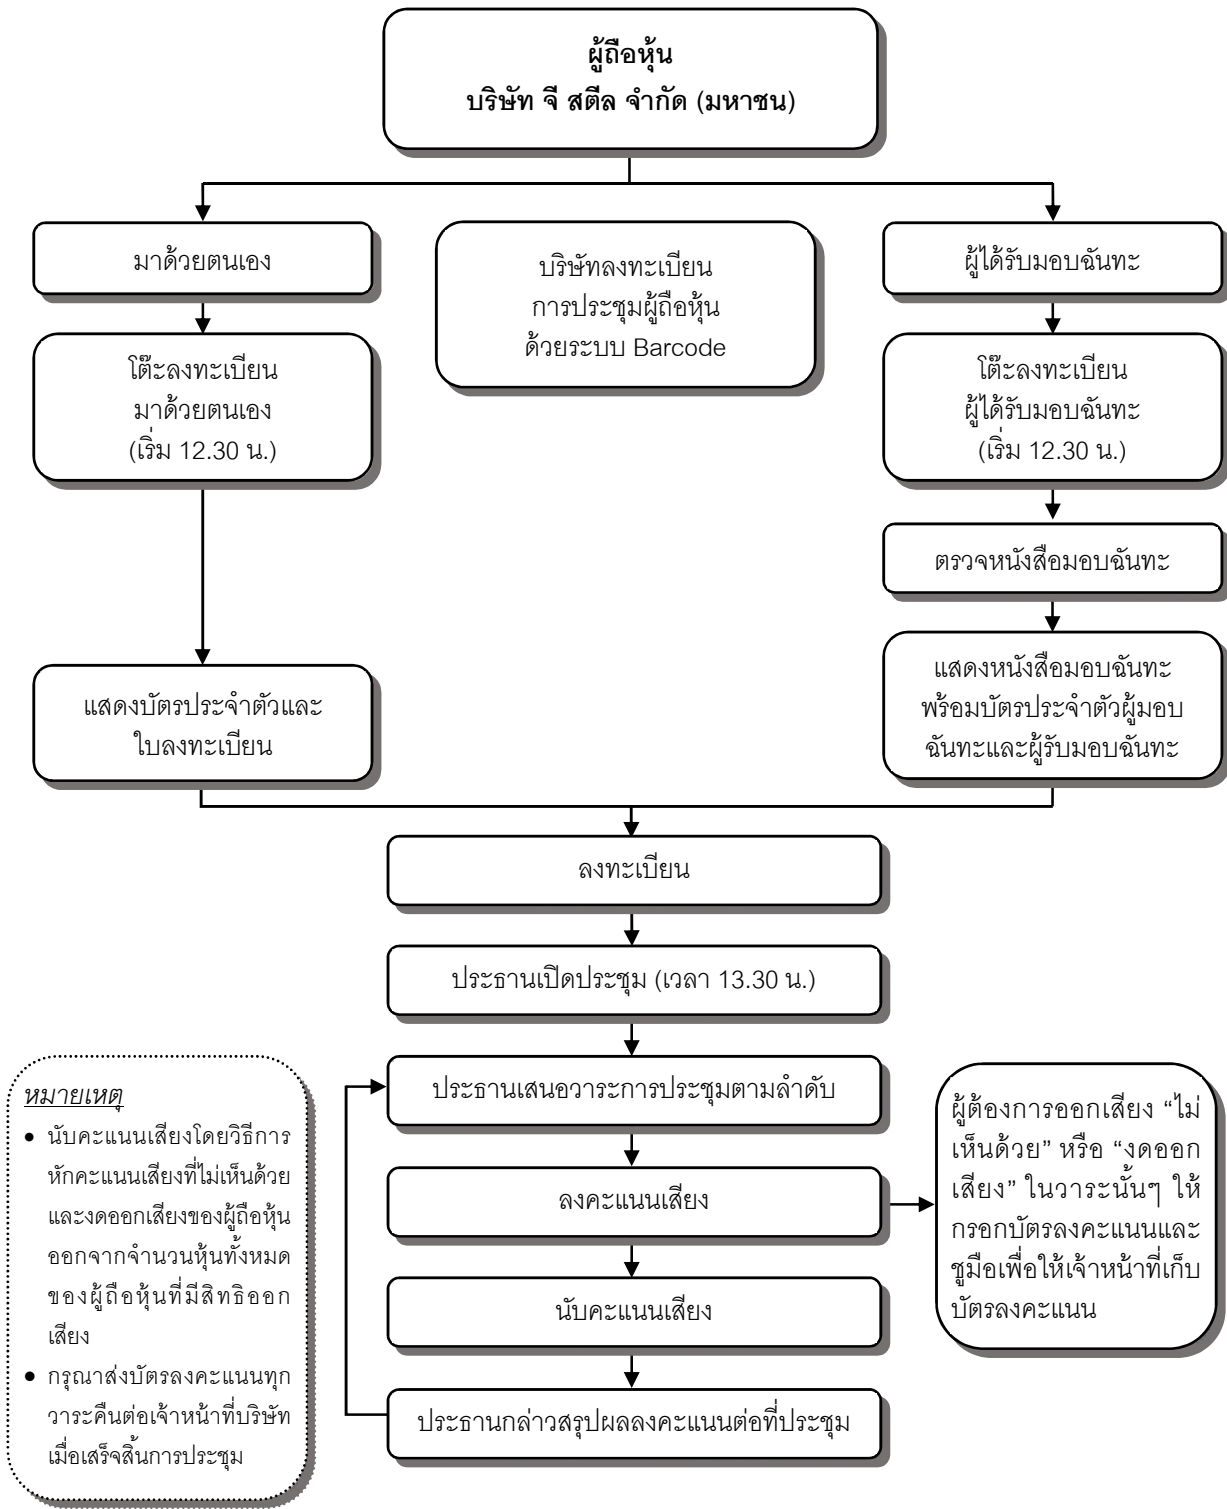 ผู้ถือหุ้น
บริษัท จี สตีล จำกัด (มหาชน)
มาด้วยตนเอง
บริษัทลงทะเบียน
การประชุมผู้ถือหุ้น
ด้วยระบบ Barcode
ผู้ได้รับมอบฉันทะ
โต๊ะลงทะเบียน
มาด้วยตนเอง
(เริ่ม 12.30 น.)
โต๊ะลงทะเบียน
ผู้ได้รับมอบฉันทะ
(เริ่ม 12.30 น.)
ตรวจหนังสือมอบฉันทะ
แสดงบัตรประจำตัวและ
ใบลงทะเบียน
แสดงหนังสือมอบฉันทะ
พร้อมบัตรประจำตัวผู้มอบ
ฉันทะและผู้รับมอบฉันทะ
ลงทะเบียน
ประธานเปิดประชุม (เวลา 13.30 น.)
ประธานเสนอวาระการประชุมตามลำดับ
ลงคะแนนเสียง
นับคะแนนเสียง
ประธานกล่าวสรุปผลลงคะแนนต่อที่ประชุม
หมายเหตุ
• นับคะแนนเสียงโดยวิธีการ
หักคะแนนเสียงที่ไม่เห็นด้วย
และงดออกเสียงของผู้ถือหุ้น
ออกจากจำนวนหุ้นทั้งหมด
ของผู้ถือหุ้นที่มีสิทธิออก
เสียง
• กรุณาส่งบัตรลงคะแนนทุก
วาระคืนต่อเจ้าหน้าที่บริษัท
เมื่อเสร็จสิ้นการประชุม
ผู้ต้องการออกเสียง “ไม่
เห็นด้วย” หรือ “งดออก
เสียง” ในวาระนั้นๆ ให้
กรอกบัตรลงคะแนนและ
ชูมือเพื่อให้เจ้าหน้าที่เก็บ
บัตรลงคะแนน